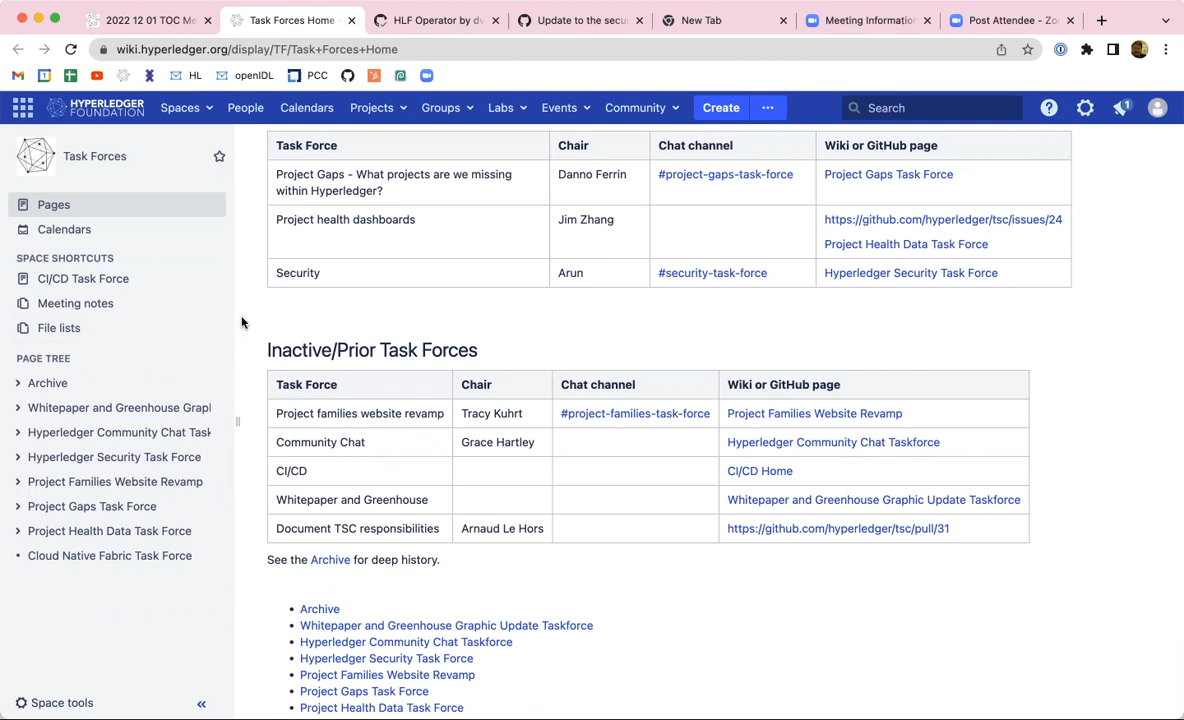 2022 12 01 TOC Me
Task Forces Home -
HLF Operator by dv
Update to the secu
New Tab
Meeting Information
Post Attendee - Zo
wiki.hyperledger.org/display/TF/Task+Forces+Home
HL
openIDL
PCC
HYPERLEDGER
FOUNDATION
Spaces
People
Calendars
Projects
Groups
Labs
Events
Community
Create
Search
1
Task Forces
Pages
Calendars
SPACE SHORTCUTS
CI/CD Task Force
Meeting notes
File lists
PAGE TREE
Archive
Whitepaper and Greenhouse Grapl
Hyperledger Community Chat Task
Hyperledger Security Task Force
Project Families Website Revamp
Project Gaps Task Force
Project Health Data Task Force
Cloud Native Fabric Task Force
Space tools
Task Force Chair Chat channel Wiki or GitHub page
Project Gaps - What projects are we missing within Hyperledger? Danno Ferrin #project-gaps-task-force Project Gaps Task Force
Project health dashboards Jim Zhang https://github.com/hyperledger/tsc/issues/24
Project Health Data Task Force
Security Arun #security-task-force Hyperledger Security Task Force
Inactive/Prior Task Forces
Task Force Chair Chat channel Wiki or GitHub page
Project families website revamp Tracy Kuhrt #project-families-task-force Project Families Website Revamp
Community Chat Grace Hartley Hyperledger Community Chat Taskforce
CI/CD CI/CD Home
Whitepaper and Greenhouse Whitepaper and Greenhouse Graphic Update Taskforce
Document TSC responsibilities Arnaud Le Hors https://github.com/hyperledger/tsc/pull/31
See the Archive for deep history.
• Archive
• Whitepaper and Greenhouse Graphic Update Taskforce
• Hyperledger Community Chat Taskforce
• Hyperledger Security Task Force
• Project Families Website Revamp
• Project Gaps Task Force
• Project Health Data Task Force